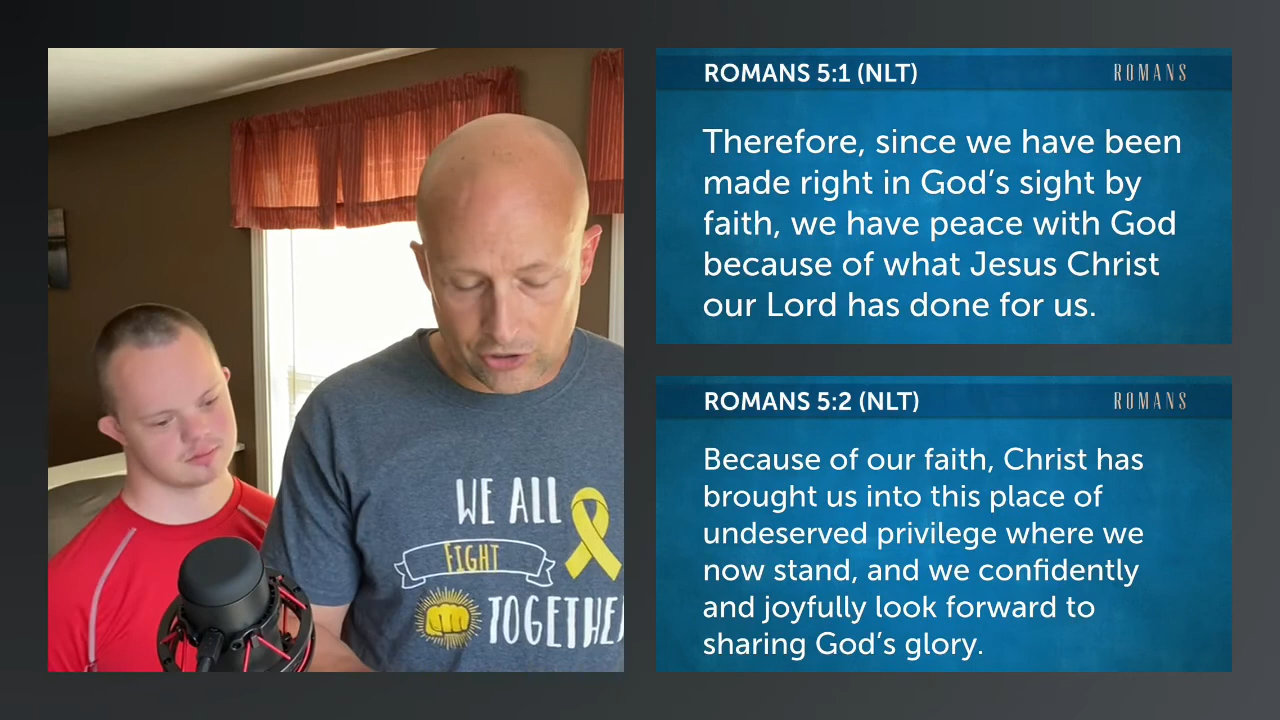 WE ALL
FIGHT
TOGETHE
ROMANS 5:1 (NLT)
ROMANS
Therefore, since we have been
made right in God’s sight by
faith, we have peace with God
because of what Jesus Christ
our Lord has done for us.
ROMANS 5:2 (NLT)
ROMANS
Because of our faith, Christ has
brought us into this place of
undeserved privilege where we
now stand, and we confidently
and joyfully look forward to
sharing God’s glory.